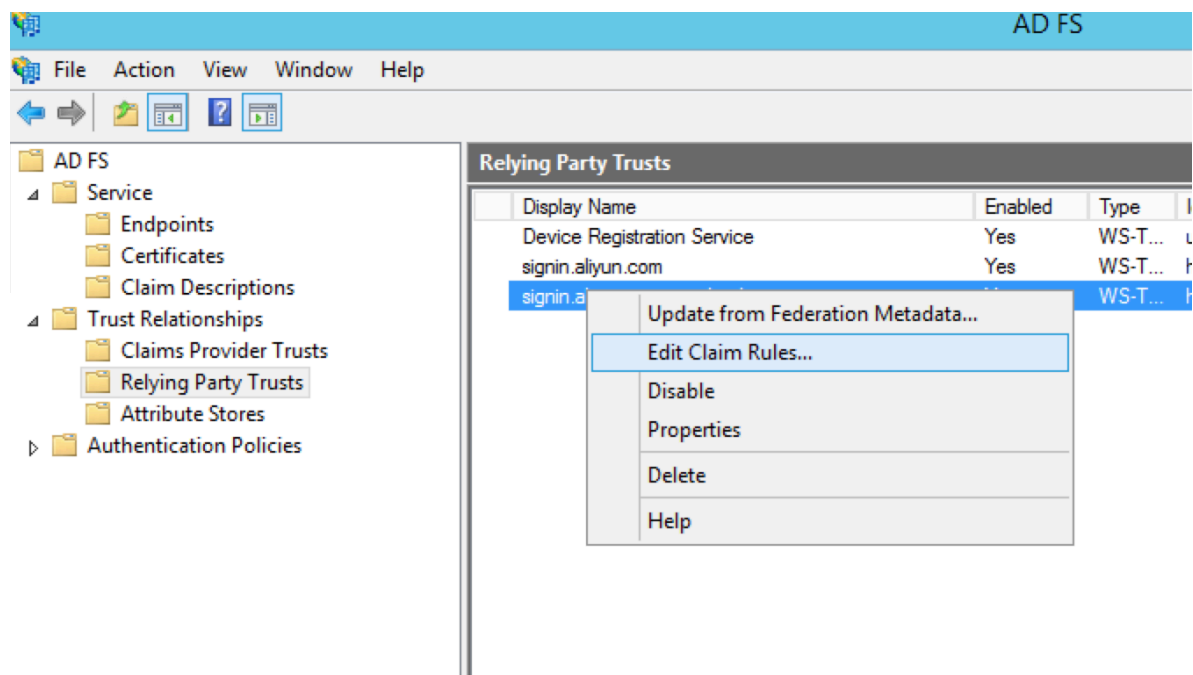 AD FS
File Action View Window Help
AD FS
Service
Endpoints
Certificates
Claim Descriptions
Trust Relationships
Claims Provider Trusts
Relying Party Trusts
Attribute Stores
Authentication Policies
Relying Party Trusts
Display Name Enabled Type
Device Registration Service Yes WS-T...
signin.aliyun.com Yes WS-T...
signin.a WS-T...
Update from Federation Metadata...
Edit Claim Rules...
Disable
Properties
Delete
Help